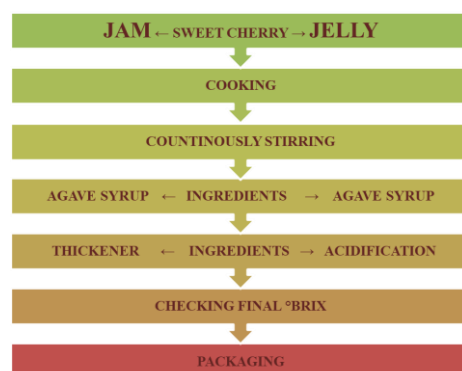 JAM ← SWEET CHERRY → JELLY
COOKING
COUNTINOUSLY STIRRING
AGAVE SYRUP ← INGREDIENTS → AGAVE SYRUP
THICKENER ← INGREDIENTS → ACIDIFICATION
CHECKING FINAL °BRIX
PACKAGING